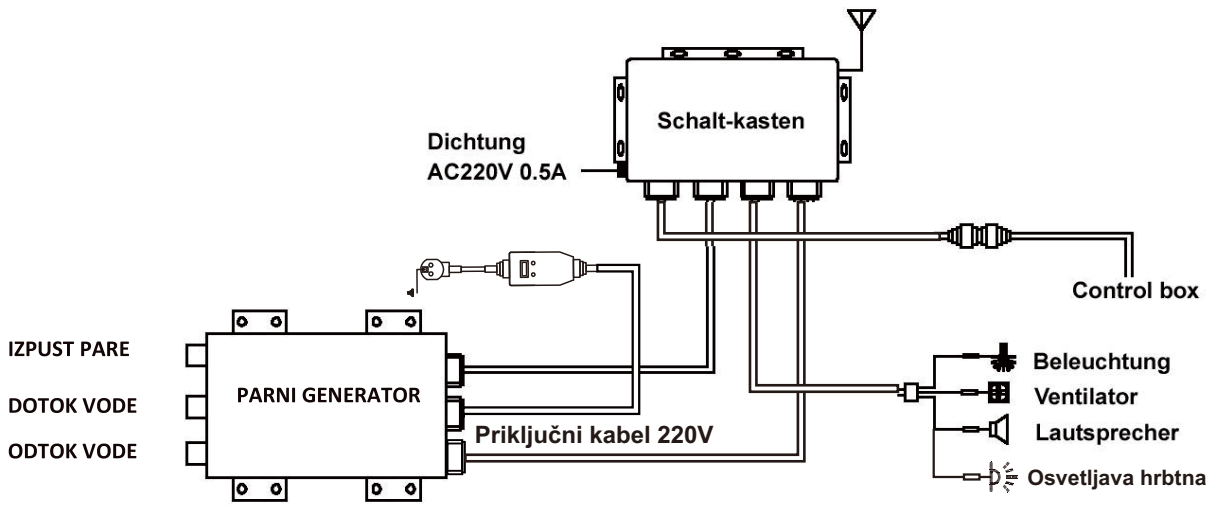 Schalt-kasten
Dichtung
AC220V 0.5A
Control box
IZPUST PARE
DOTOK VODE
ODTOK VODE
PARNI GENERATOR
Priključni kabel 220V
Beleuchtung
Ventilator
Lautsprecher
Osvetljava hrbtna